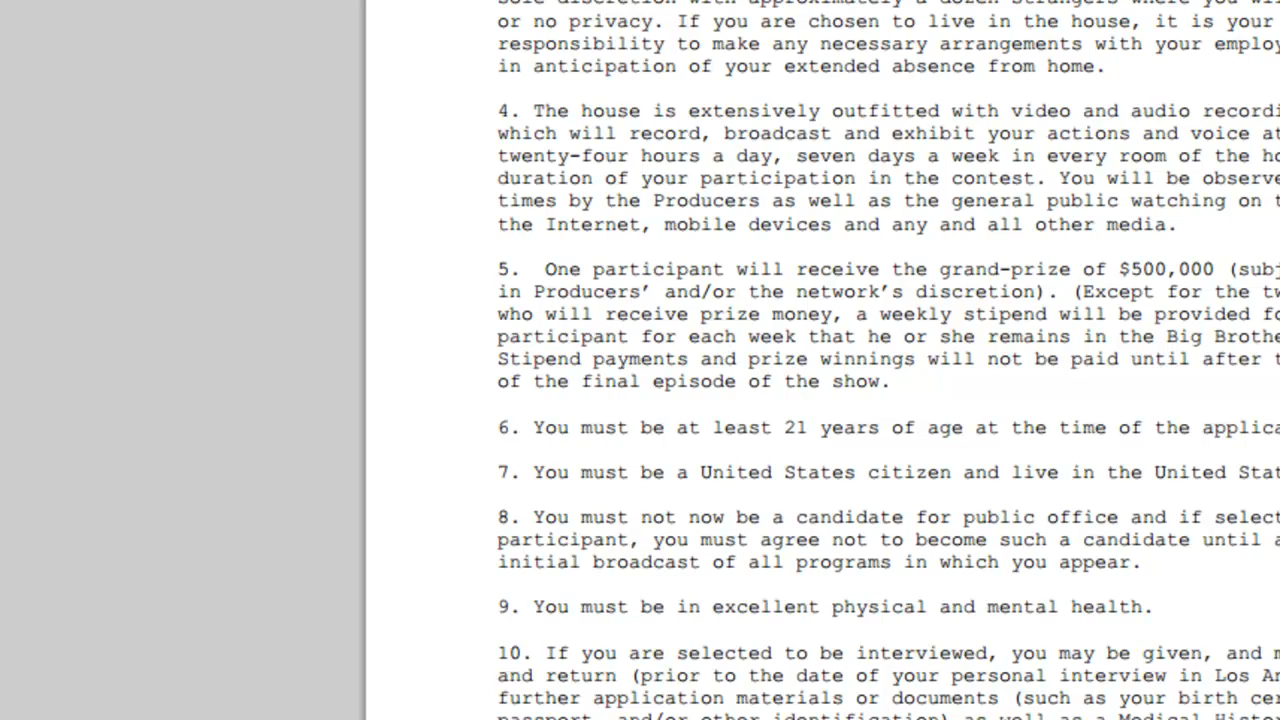 or no privacy. If you are chosen to live in the house, it is your
responsibility to make any necessary arrangements with your
in anticipation of your extended absence from home.
4. The house is extensively outfitted with video and audio
which will record, broadcast and exhibit your actions and voice at
twenty-four hours a day, seven days a week in every room of the
duration of your participation in the contest. You will be
times by the Producers as well as the general public watching on
the Internet, mobile devices and any and all other media.
5. One participant will receive the grand-prize of $500,000
in Producers’ and/or the network’s discretion). (Except for the
who will receive prize money, a weekly stipend will be provided
participant for each week that he or she remains in the Big
Stipend payments and prize winnings will not be paid until after
of the final episode of the show.
6. You must be at least 21 years of age at the time of the
7. You must be a United States citizen and live in the United
8. You must not now be a candidate for public office and if
participant, you must agree not to become such a candidate until
initial broadcast of all programs in which you appear.
9. You must be in excellent physical and mental health.
10. If you are selected to be interviewed, you may be given, and
and return (prior to the date of your personal interview in Los
further application materials or documents (such as your birth